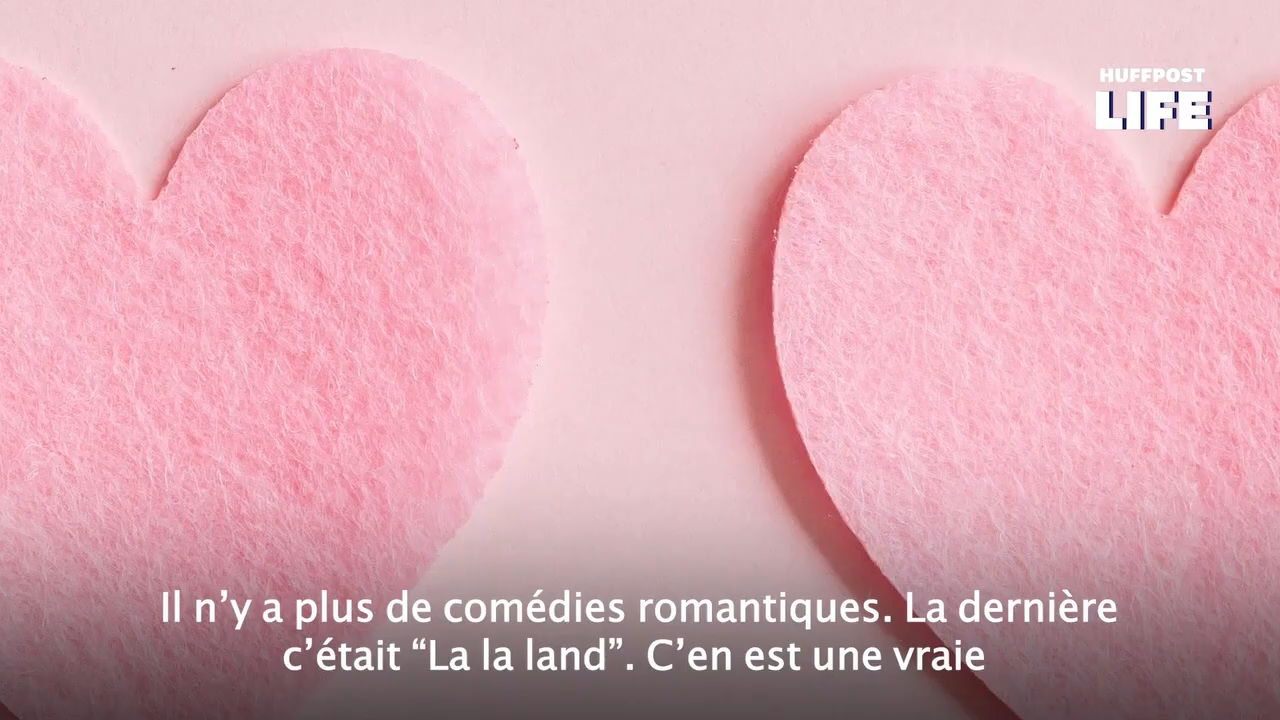 HUFFPOST
LIFE
Il n’y a plus de comédies romantiques. La dernière
c’était “La la land”. C’en est une vraie